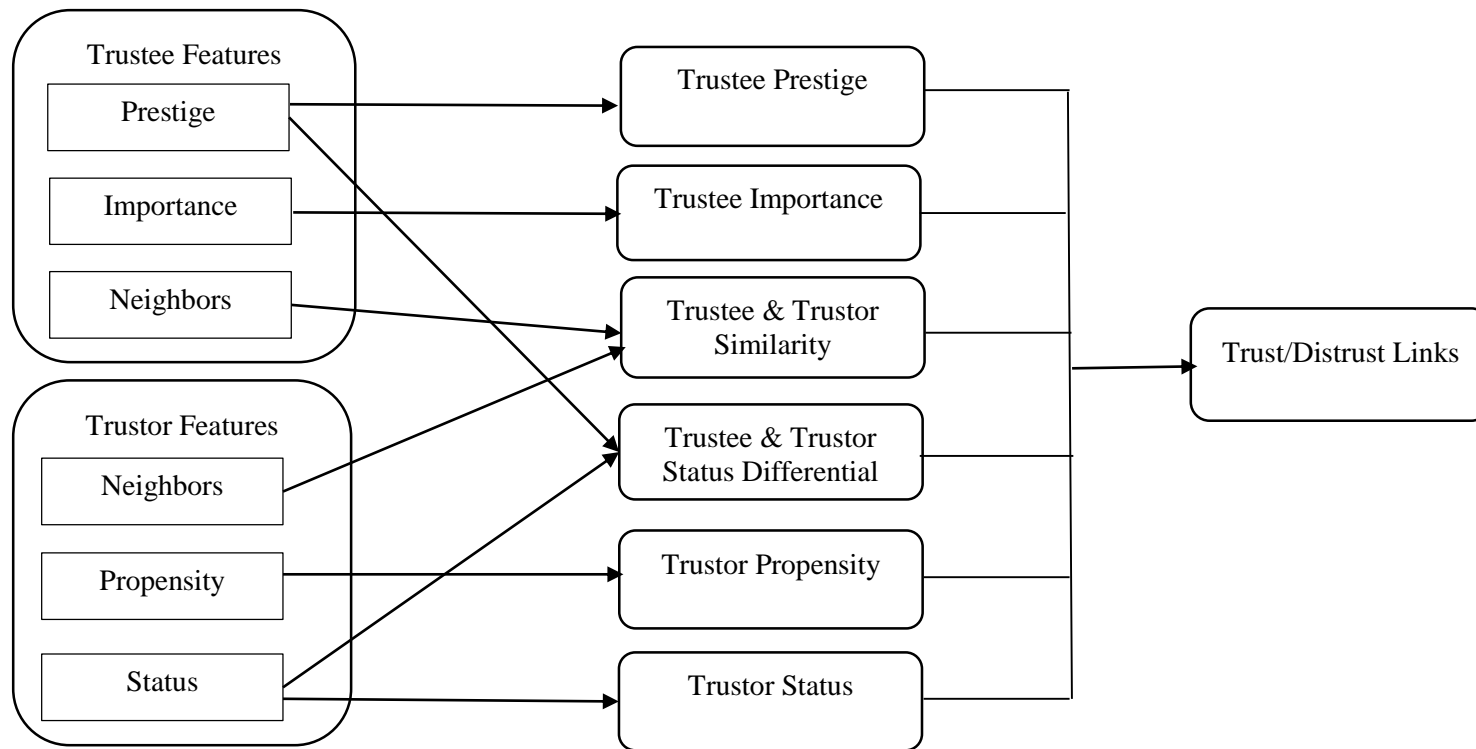 Trustee Features
Prestige
Importance
Neighbors
Trustor Features
Neighbors
Propensity
Status
Trustee Prestige
Trustee Importance
Trustee & Trustor
Similarity
Trustee & Trustor
Status Differential
Trustor Propensity
Trustor Status
Trust/Distrust Links